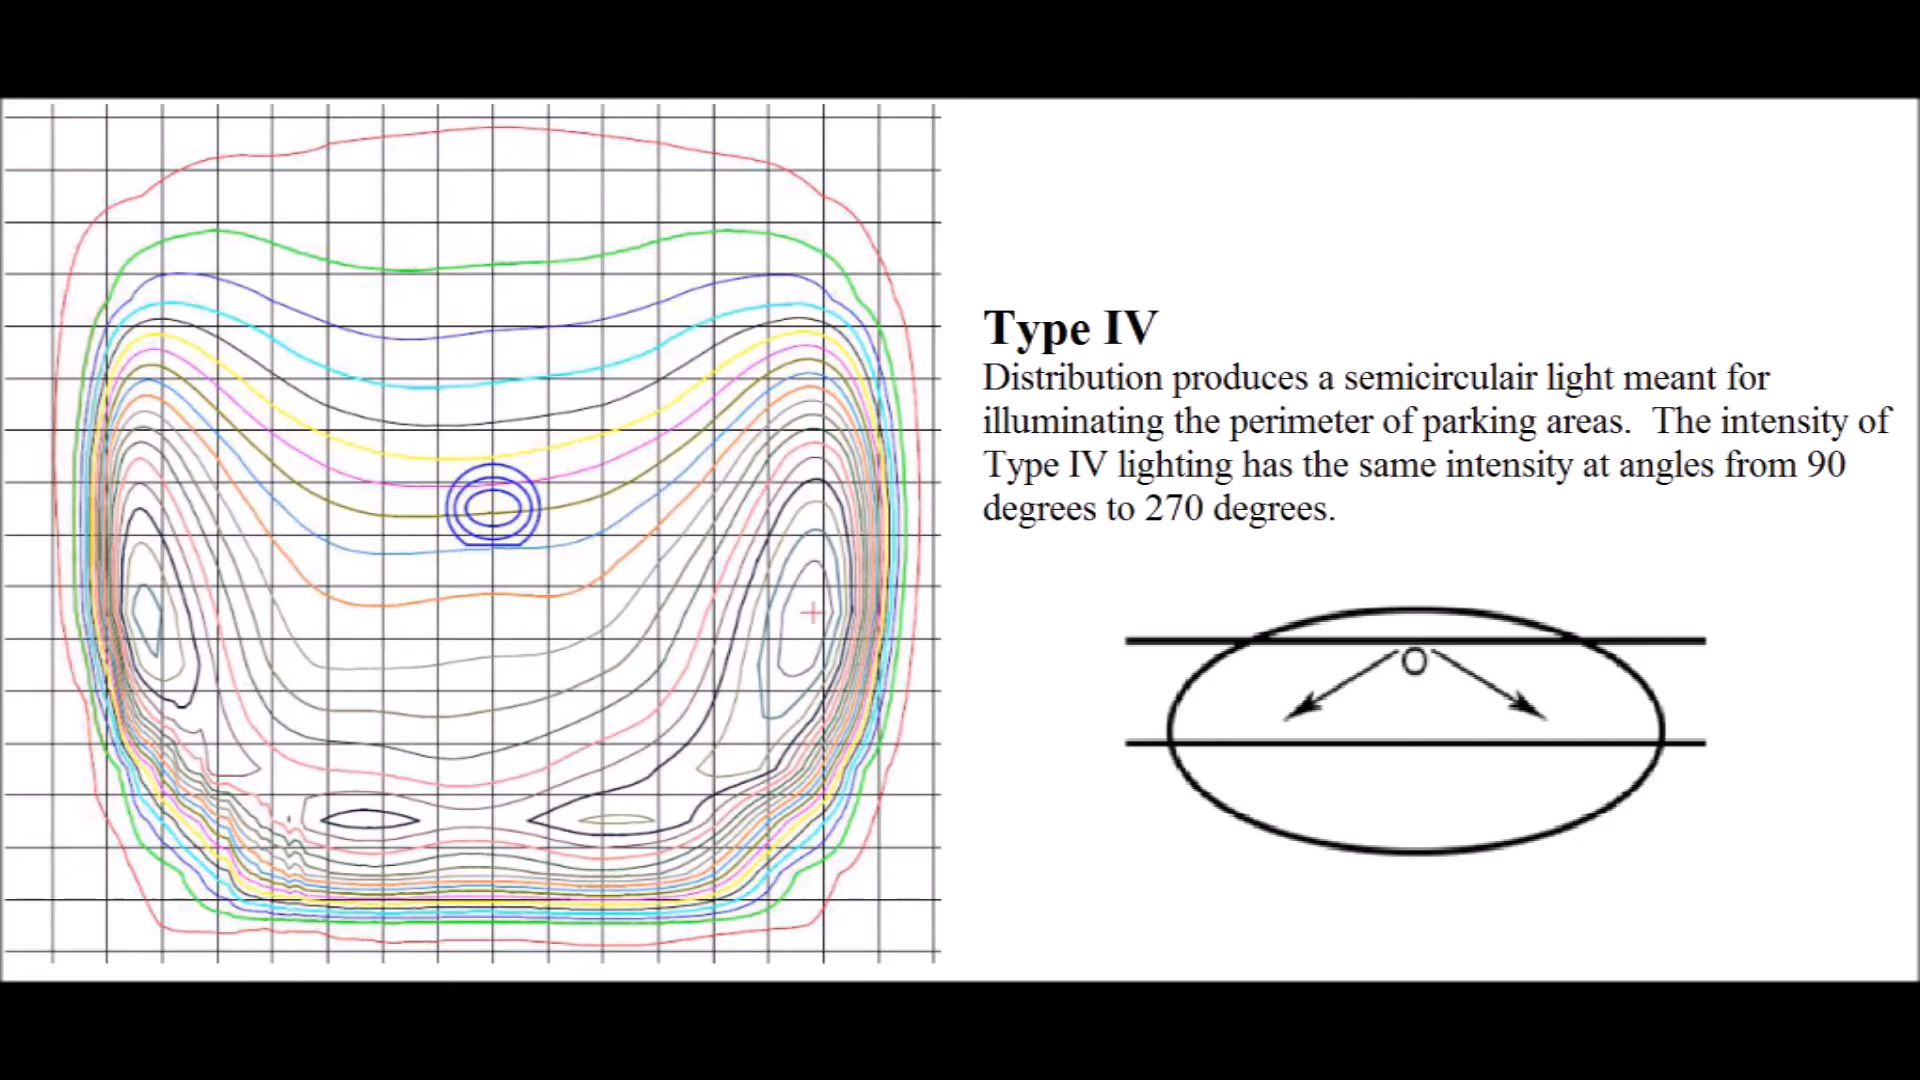 Type IV
Distribution produces a semicirculair light meant for
illuminating the perimeter of parking areas.  The intensity of
Type IV lighting has the same intensity at angles from 90
degrees to 270 degrees.